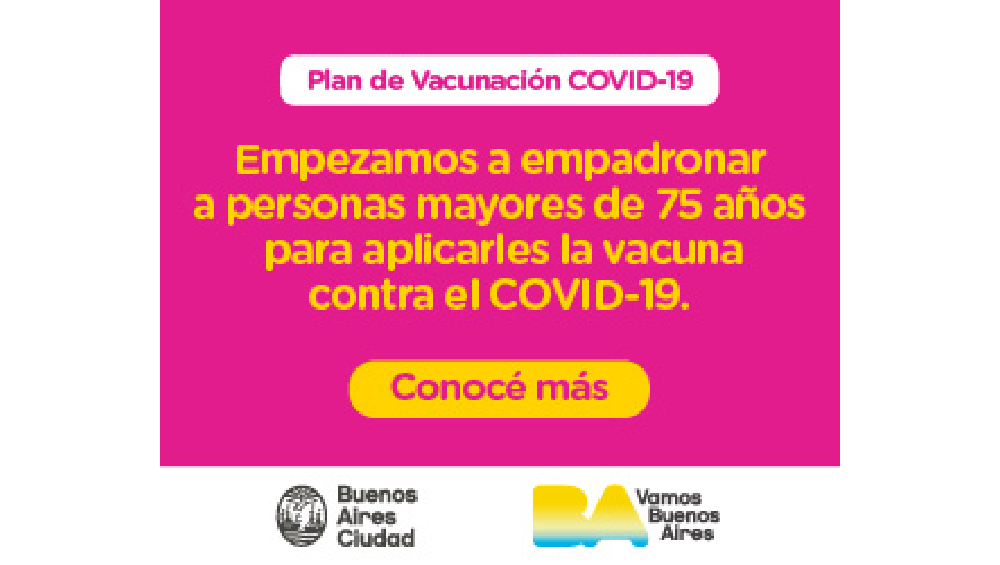 Plan de Vacunación COVID-19
Empezamos a empadronar
a personas mayores de 75 años
para aplicarles la vacuna
contra el COVID-19.
Conocé más
Buenos
Aires
Ciudad
BA
Vamos
Buenos
Aires